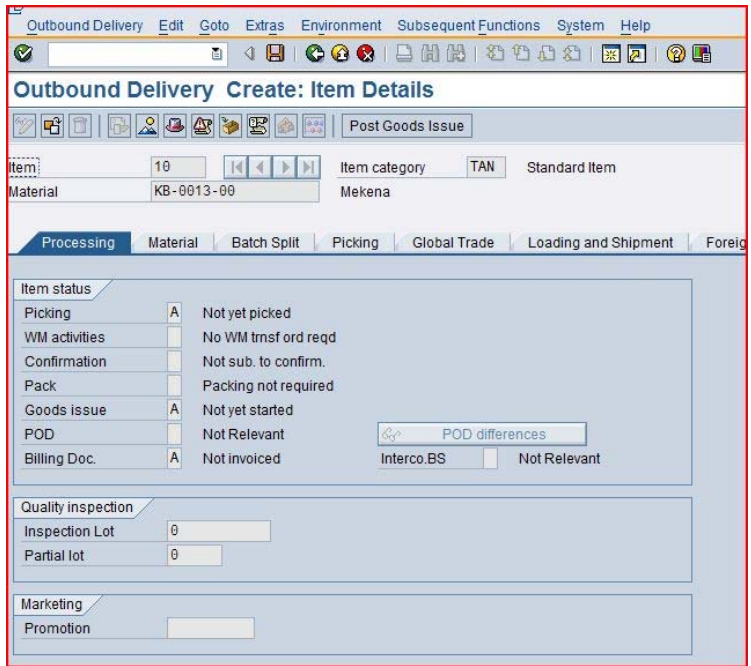 Outbound Delivery Edit Goto Extras Environment Subsequent Functions System Help
Outbound Delivery Create: Item Details
Post Goods Issue
Item 10 Item category TAN Standard Item
Material KB-0013-00 Mekena
Processing Material Batch Split Picking Global Trade Loading and Shipment Foreig
Item status
Picking A Not yet picked
WM activities No WM trnsf ord reqd
Confirmation Not sub. to confirm.
Pack Packing not required
Goods issue A Not yet started
POD Not Relevant POD differences
Billing Doc. A Not invoiced Interco.BS Not Relevant
Quality inspection
Inspection Lot 0
Partial lot 0
Marketing
Promotion